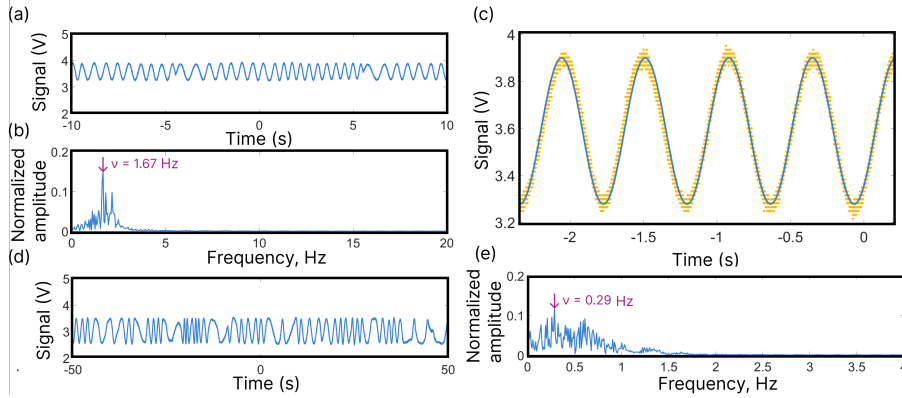 (a)
Signal (V)
5
4
3
2
-10
-5
0
5
10
Time (s)
(b)
Normalized
amplitude
0.2
0.1
0
ν = 1.67 Hz
0
5
10
15
20
Frequency, Hz
(c)
Signal (V)
4
3.8
3.6
3.4
3.2
-2
-1.5
-1
-0.5
0
Time (s)
(d)
Signal (V)
5
4
3
2
-50
0
50
Time (s)
(e)
Normalized
amplitude
0.2
0.1
0
ν = 0.29 Hz
0
0.5
1
1.5
2
2.5
3
3.5
4
Frequency, Hz